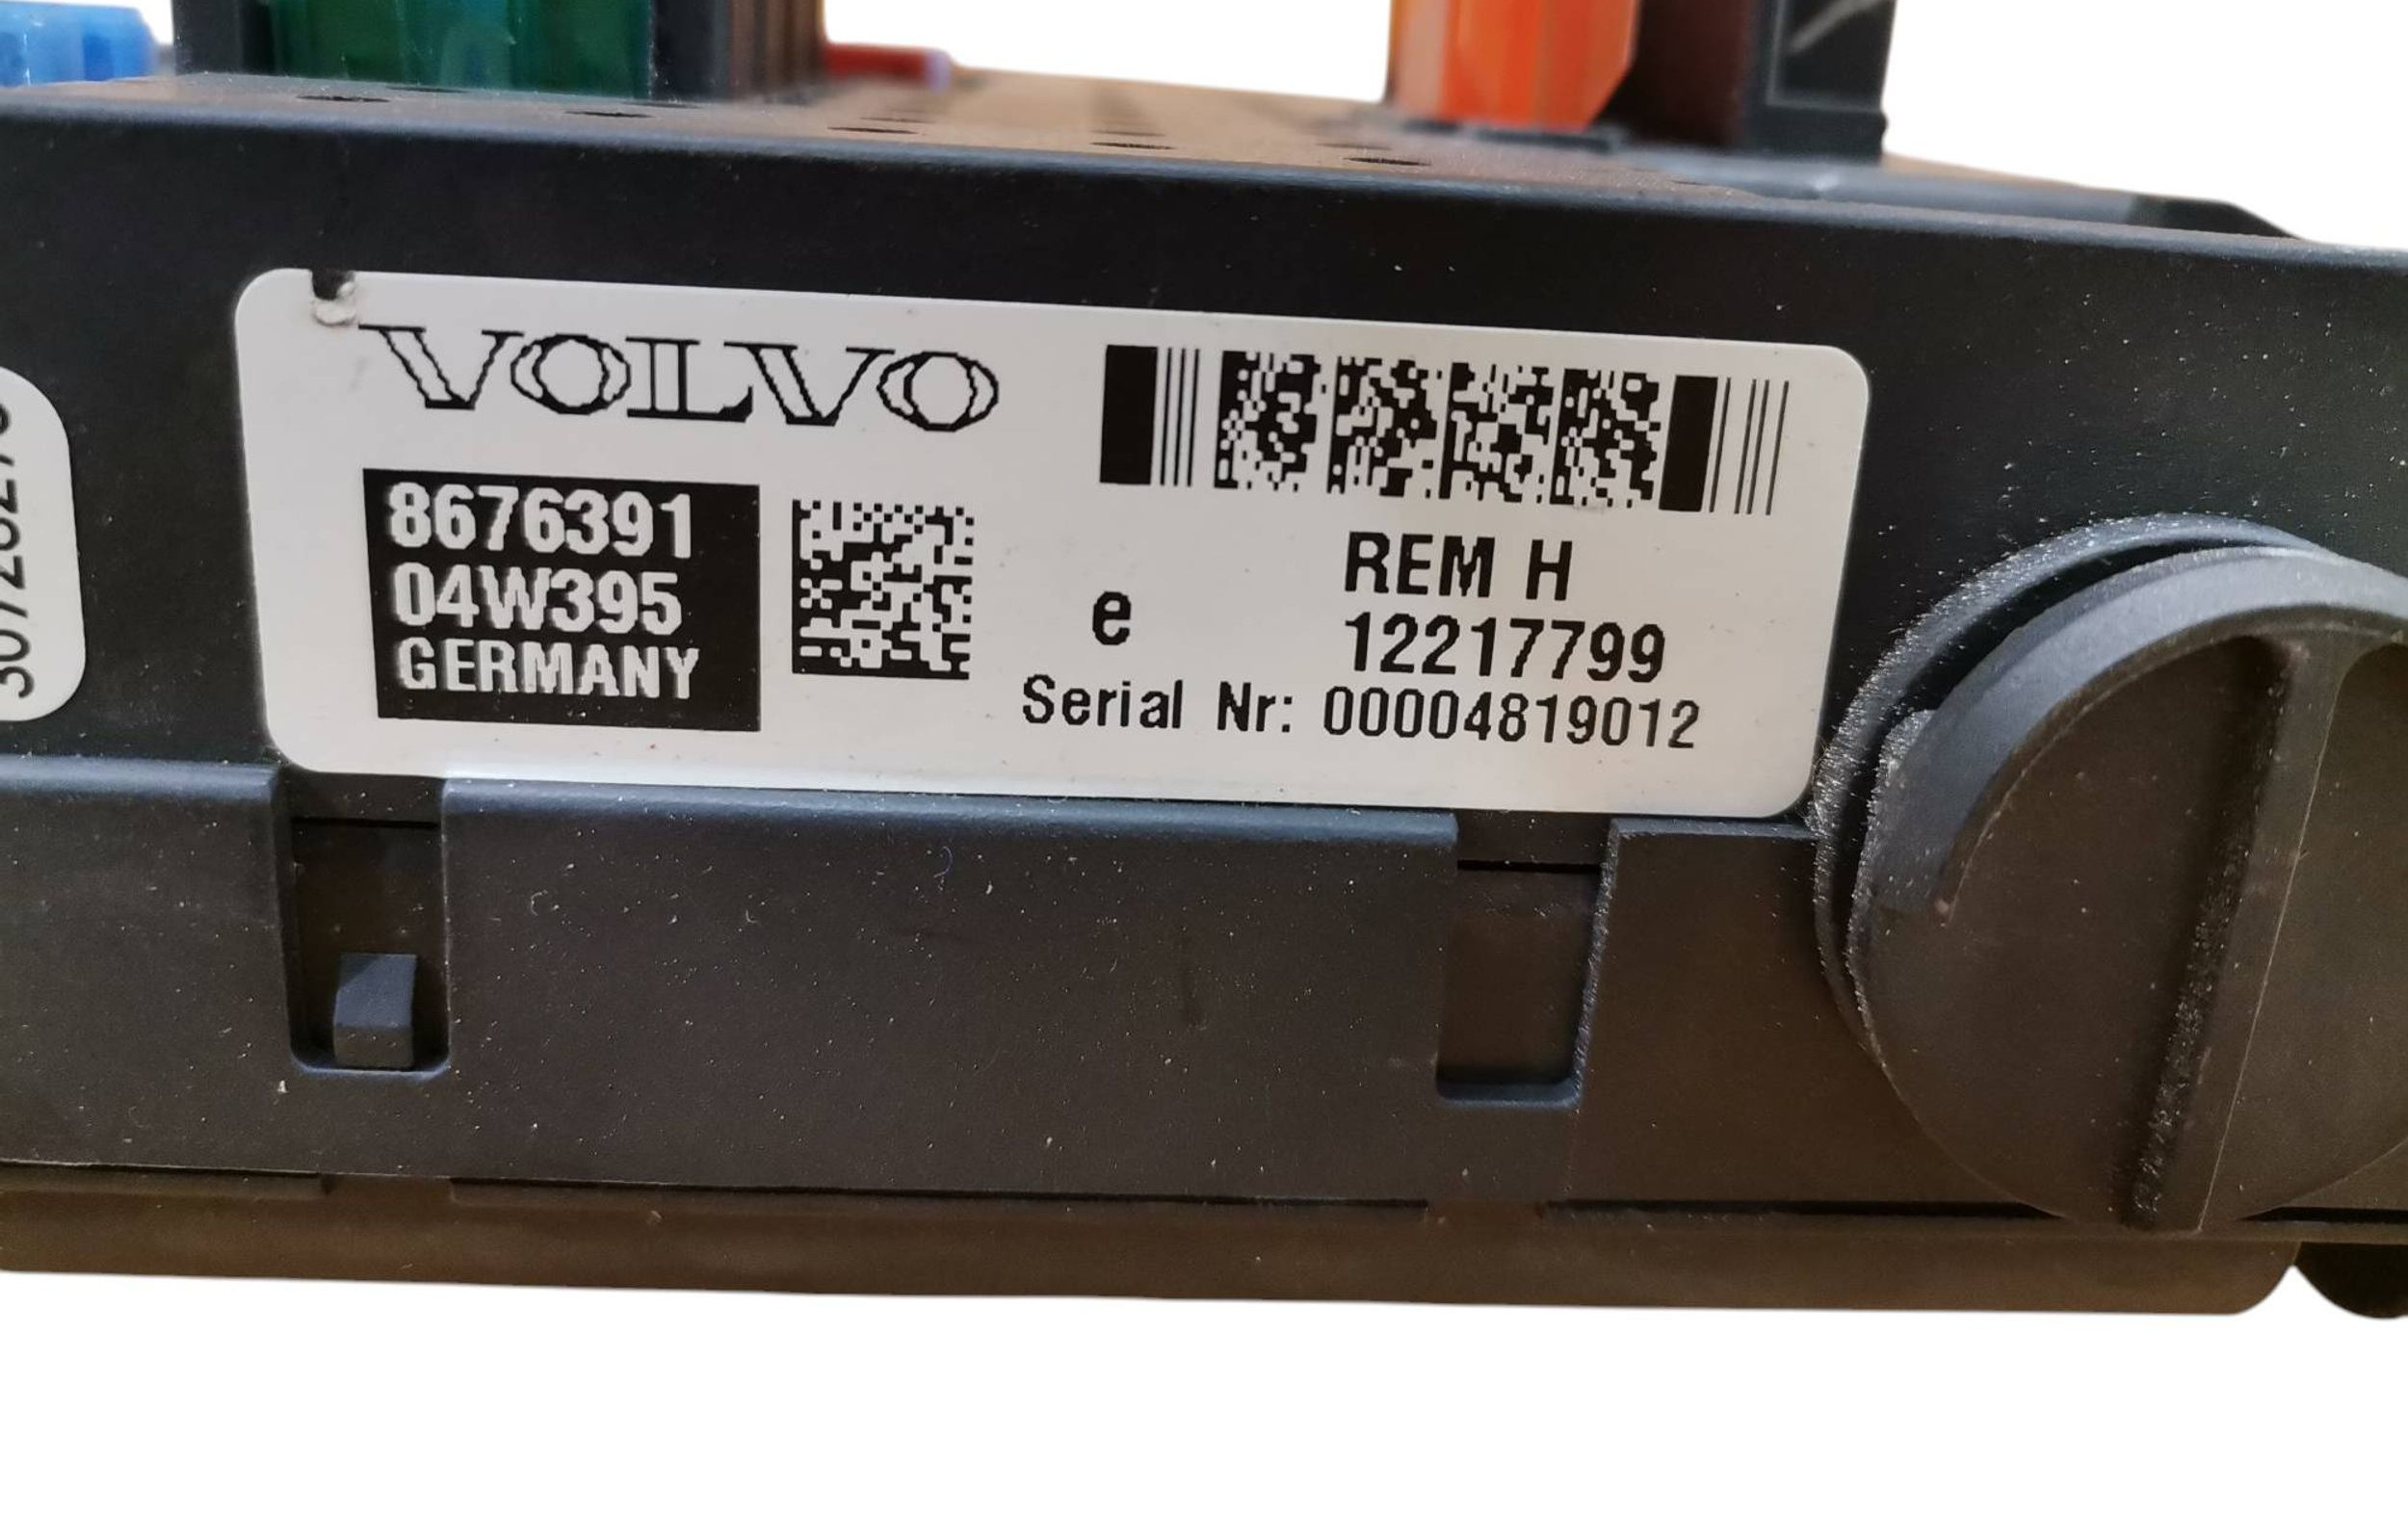 VOLVO
8676391
04W395
GERMANY
e
REM H
12217799
Serial Nr: 00004819012